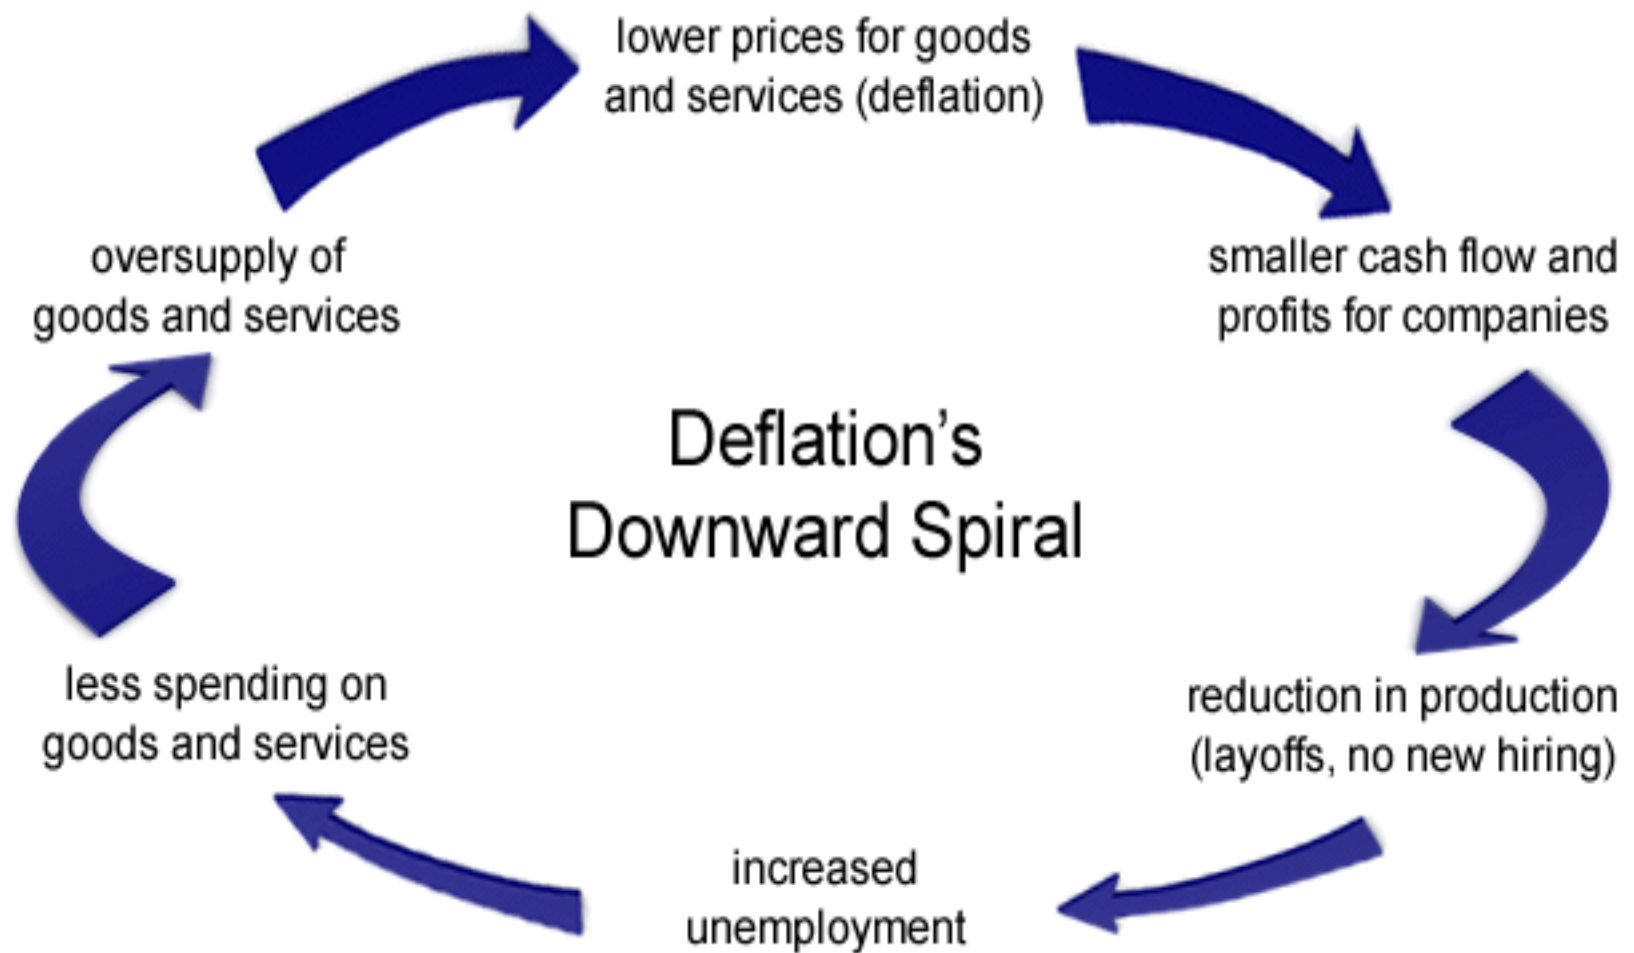 lower prices for goods
and services (deflation)
smaller cash flow and
profits for companies
reduction in production
(layoffs, no new hiring)
increased
unemployment
less spending on
goods and services
oversupply of
goods and services
Deflation’s
Downward Spiral